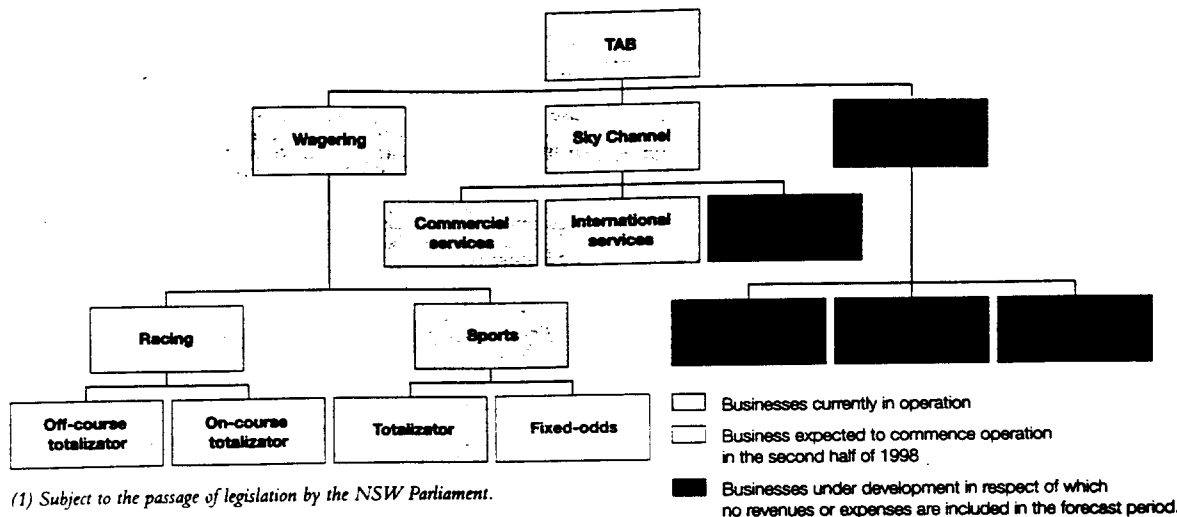 TAB
Wagering
Sky Channel
Commercial
services
International
services
Racing
Sports
Off-course
totalizator
On-course
totalizator
Totalizator
Fixed-odds
Businesses currently in operation
Business expected to commence operation
in the second half of 1998
Businesses under development in respect of which
no revenues or expenses are included in the forecast period.
(1) Subject to the passage of legislation by the NSW Parliament.